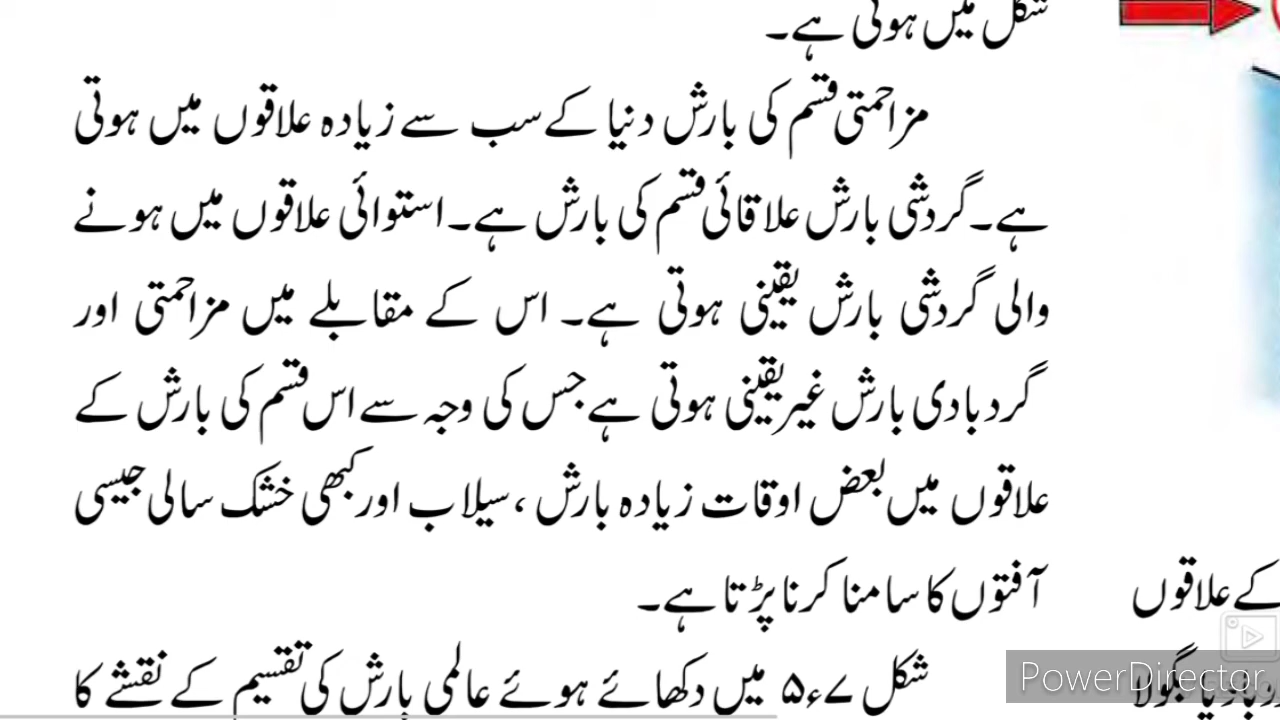 شکل میں ہوتی ہے۔
مزاحمتی قسم کی بارش دنیا کے سب سے زیادہ علاقوں میں ہوتی
ہے۔ گردشی بارش علاقائی قسم کی بارش ہے۔ استوائی علاقوں میں ہونے
والی گردشی بارش یقینی ہوتی ہے۔ اس کے مقابلے میں مزاحمتی اور
گردبادی بارش غیر یقینی ہوتی ہے جس کی وجہ سے اس قسم کی بارش کے
علاقوں میں بعض اوقات زیادہ بارش، سیلاب اور کبھی خشک سالی جیسی
آفتوں کا سامنا کرنا پڑتا ہے۔
شکل ۵ء۷ میں دکھائے ہوئے عالمی بارش کی تقسیم کے نقشے کا
کے علاقوں
بگولا
PowerDirector